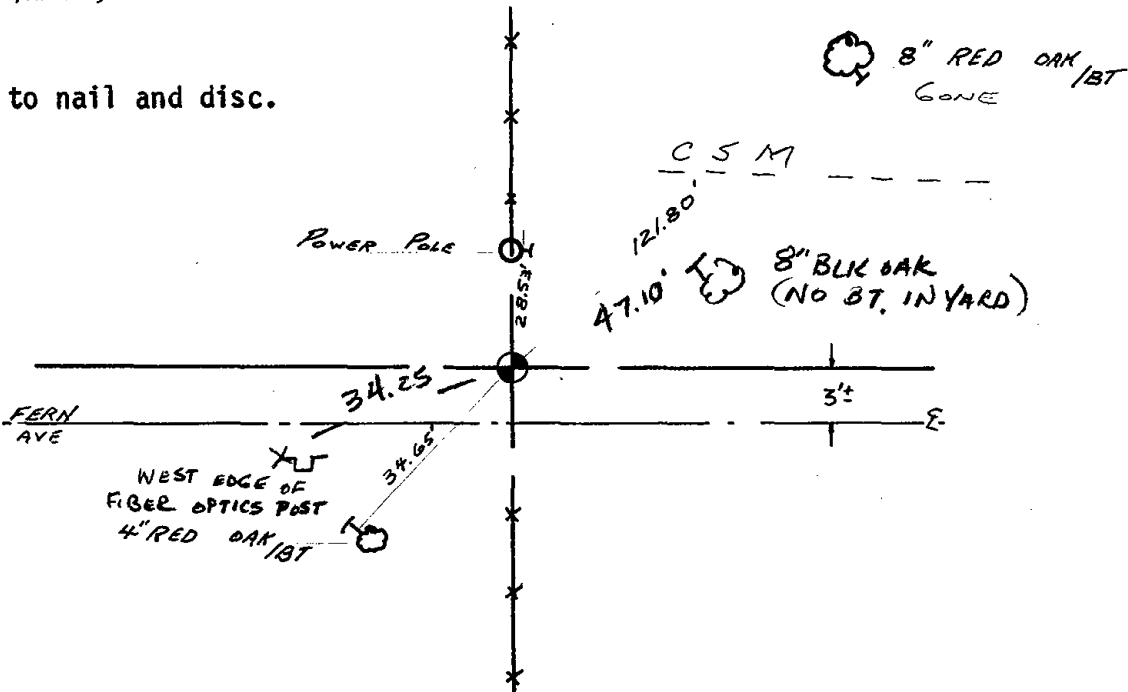 8" RED OAK /BT
GONE
to nail and disc.
C S M
121.80'
POWER POLE
28.53'
8" BLK OAK
(NO BT. IN YARD)
47.10'
34.25
3'±
FERN
AVE
34.65'
WEST EDGE OF
FIBER OPTICS POST
4" RED OAK /BT